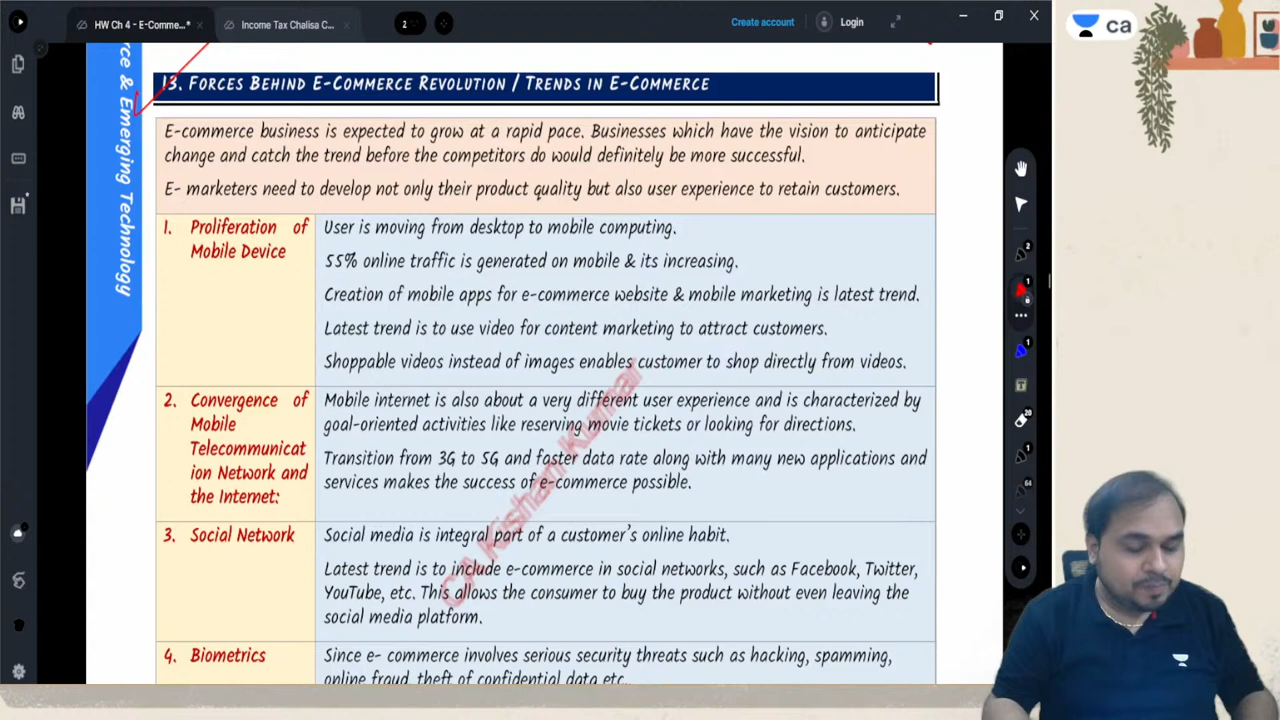 HW Ch 4 - E-Comme...*
Income Tax Chalisa C...
2
Create account
Login
ca
rce & Emerging Technology
13. Forces Behind E-Commerce Revolution / Trends in E-Commerce
E-commerce business is expected to grow at a rapid pace. Businesses which have the vision to anticipate
change and catch the trend before the competitors do would definitely be more successful.
E- marketers need to develop not only their product quality but also user experience to retain customers.
1. Proliferation of
Mobile Device
User is moving from desktop to mobile computing.
55% online traffic is generated on mobile & its increasing.
Creation of mobile apps for e-commerce website & mobile marketing is latest trend.
Latest trend is to use video for content marketing to attract customers.
Shoppable videos instead of images enables customer to shop directly from videos.
2. Convergence of
Mobile
Telecommunicat
ion Network and
the Internet:
Mobile internet is also about a very different user experience and is characterized by
goal-oriented activities like reserving movie tickets or looking for directions.
Transition from 3G to 5G and faster data rate along with many new applications and
services makes the success of e-commerce possible.
3. Social Network
Social media is integral part of a customer's online habit.
Latest trend is to include e-commerce in social networks, such as Facebook, Twitter,
YouTube, etc. This allows the consumer to buy the product without even leaving the
social media platform.
4. Biometrics
Since e- commerce involves serious security threats such as hacking, spamming,
online fraud, theft of confidential data etc.
CA Kishan Kumar
2
1
1
20
1
64